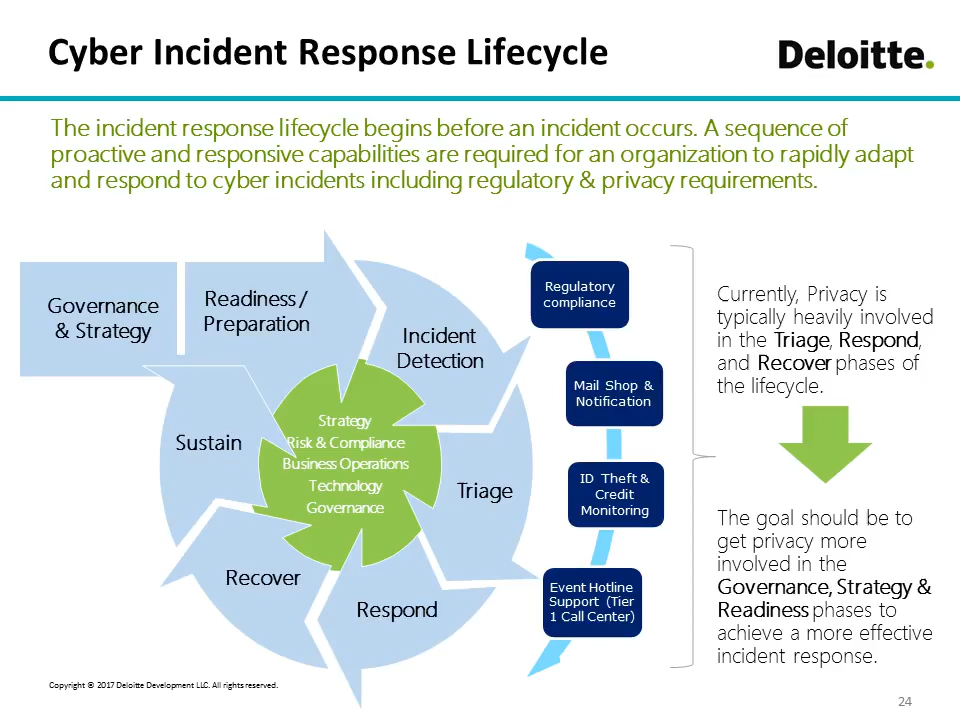 Cyber Incident Response Lifecycle
Deloitte.
The incident response lifecycle begins before an incident occurs. A sequence of
proactive and responsive capabilities are required for an organization to rapidly adapt
and respond to cyber incidents including regulatory & privacy requirements.
Governance
& Strategy
Readiness /
Preparation
Incident
Detection
Triage
Respond
Recover
Sustain
Strategy
Risk & Compliance
Business Operations
Technology
Governance
Regulatory
compliance
Mail Shop &
Notification
ID Theft &
Credit
Monitoring
Event Hotline
Support (Tier
1 Call Center)
Currently, Privacy is
typically heavily involved
in the Triage, Respond,
and Recover phases of
the lifecycle.
The goal should be to
get privacy more
involved in the
Governance, Strategy &
Readiness phases to
achieve a more effective
incident response.
Copyright © 2017 Deloitte Development LLC. All rights reserved.
24